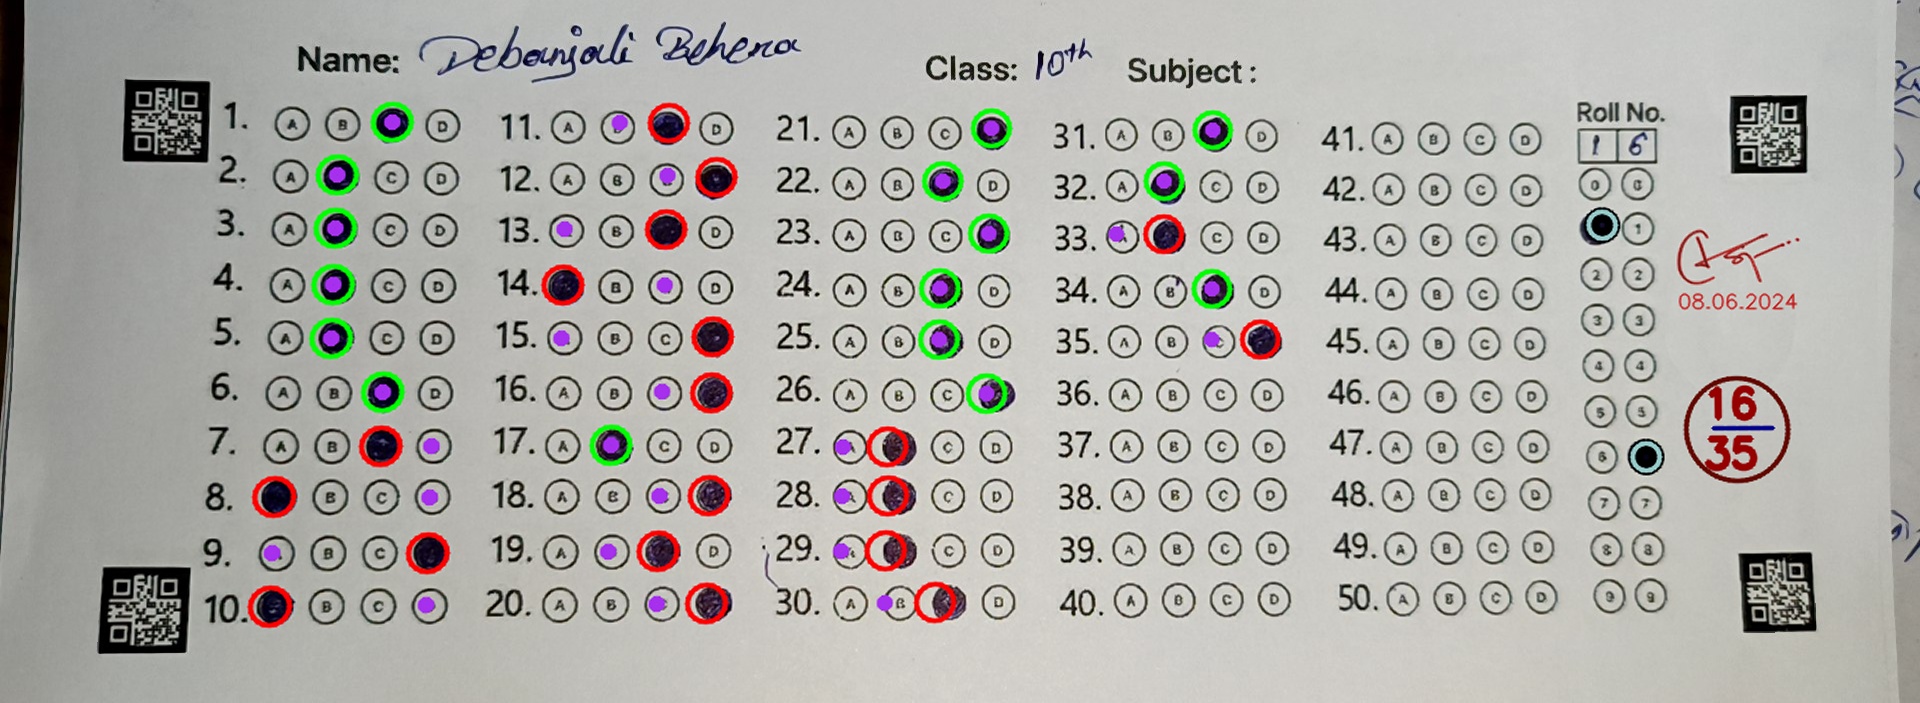 Name: Debanjali Behera Class: 10th Subject :
Roll No.
1 6
1. A B D 11. A D 21. A B C 31. A B D 41. A B C D
2. A C D 12. A B 22. A B D 32. A C D 42. A B C D 0 0
3. A C D 13. B D 23. A B C 33. C D 43. A B C D 1
4. A C D 14. B D 24. A B D 34. A B D 44. A B C D 2 2
08.06.2024
5. A C D 15. B C 25. A B D 35. A B 45. A B C D 3 3
6. A B D 16. A B 26. A B C 36. A B C D 46. A B C D 4 4
16
35
7. A B 17. A C D 27. C D 37. A B C D 47. A B C D 5 5
8. B C 18. A B 28. C D 38. A B C D 48. A B C D 6
9. B C 19. A D 29. C D 39. A B C D 49. A B C D 7 7
8 8
10. B C 20. A B 30. A B D 40. A B C D 50. A B C D 9 9